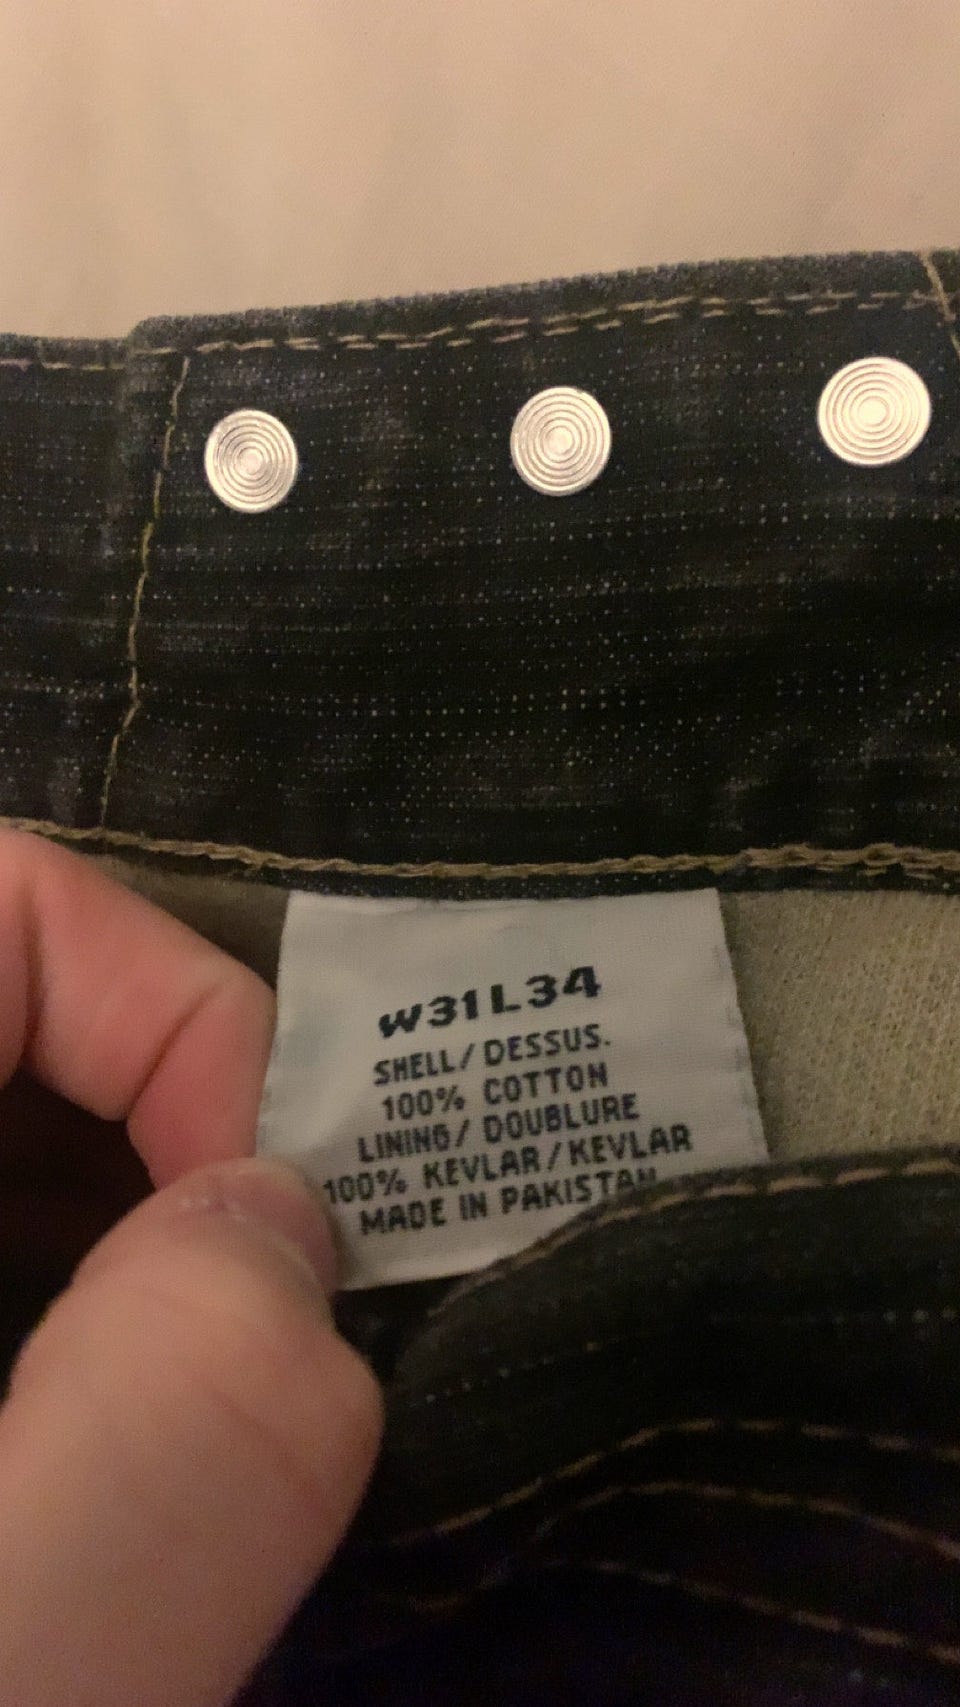 W31L34
SHELL/DESSUS.
100% COTTON
LINING/DOUBLURE
100% KEVLAR/KEVLAR
MADE IN PAKISTAN